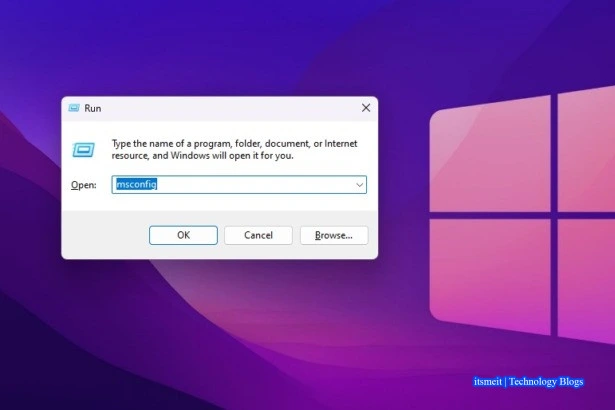 Run
Type the name of a program, folder, document, or Internet
resource, and Windows will open it for you.
Open: msconfig
OK Cancel Browse...
itsmeit | Technology Blogs